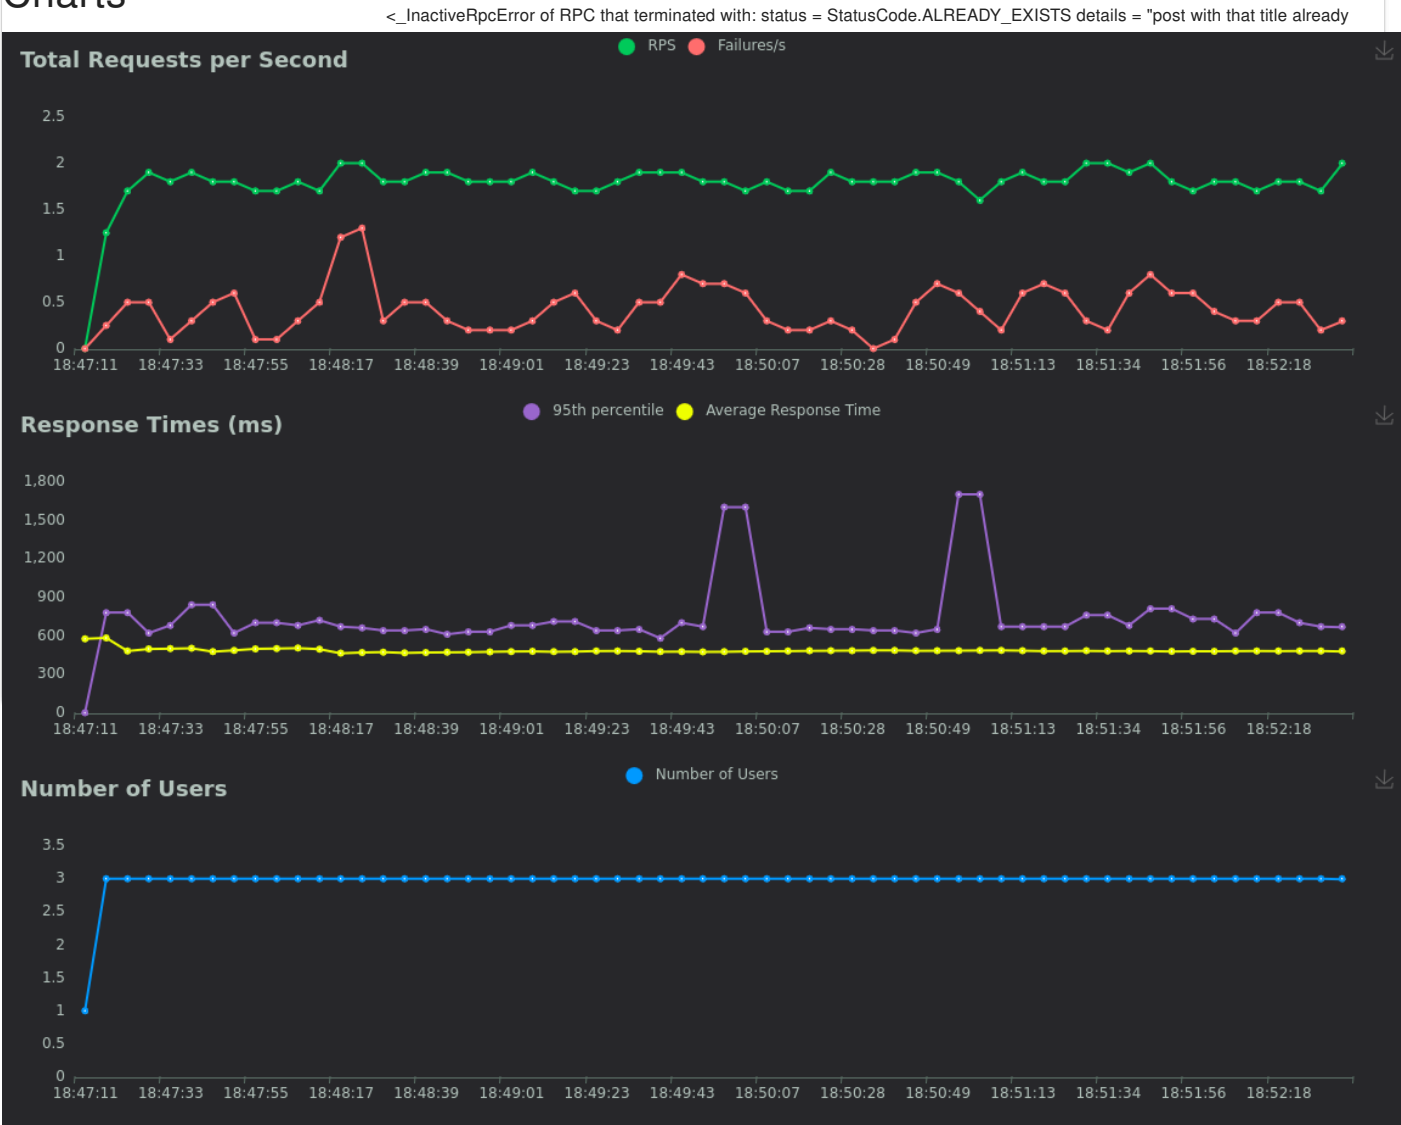 Charts
<_InactiveRpcError of RPC that terminated with: status = StatusCode.ALREADY_EXISTS details = "post with that title already
RPS Failures/s
Total Requests per Second
2.5
2
1.5
1
0.5
0
18:47:11 18:47:33 18:47:55 18:48:17 18:48:39 18:49:01 18:49:23 18:49:43 18:50:07 18:50:28 18:50:49 18:51:13 18:51:34 18:51:56 18:52:18
95th percentile Average Response Time
Response Times (ms)
1,800
1,500
1,200
900
600
300
0
18:47:11 18:47:33 18:47:55 18:48:17 18:48:39 18:49:01 18:49:23 18:49:43 18:50:07 18:50:28 18:50:49 18:51:13 18:51:34 18:51:56 18:52:18
Number of Users
Number of Users
3.5
3
2.5
2
1.5
1
0.5
0
18:47:11 18:47:33 18:47:55 18:48:17 18:48:39 18:49:01 18:49:23 18:49:43 18:50:07 18:50:28 18:50:49 18:51:13 18:51:34 18:51:56 18:52:18